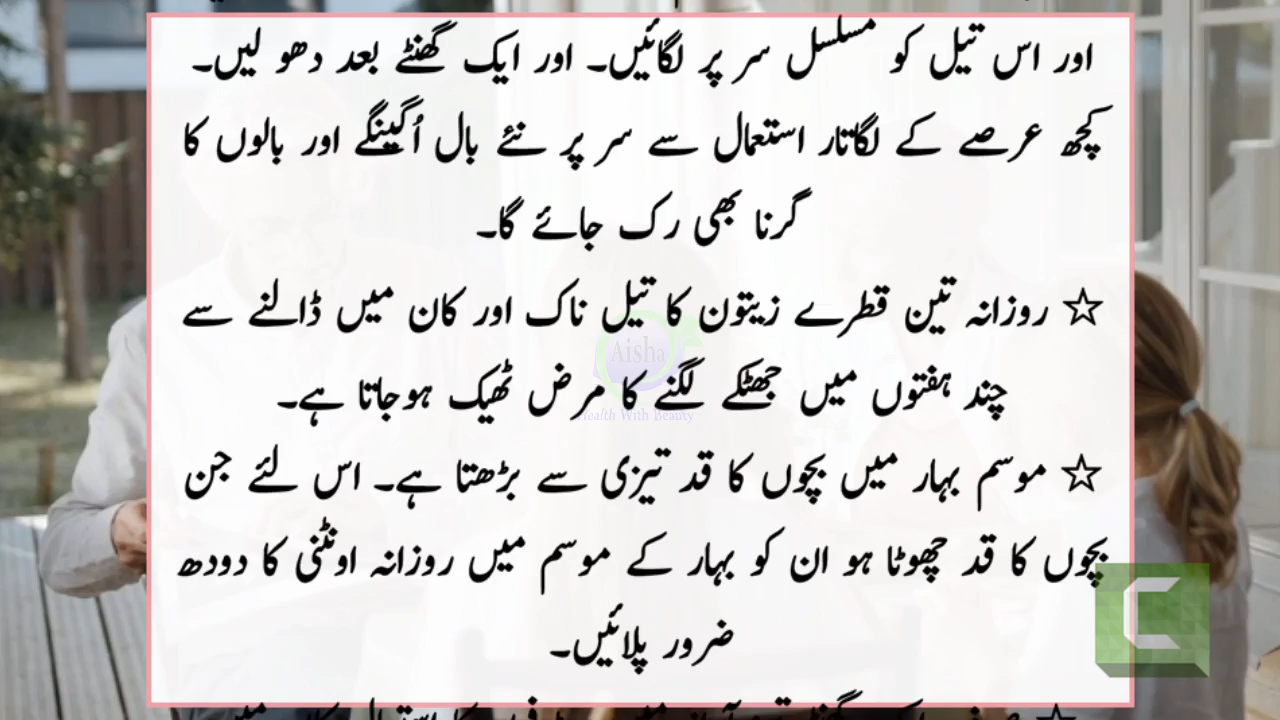 اور اس تیل کو مسلسل سر پر لگائیں۔ اور ایک گھنٹے بعد دھو لیں۔
کچھ عرصے کے لگاتار استعمال سے سر پر نئے بال اُگینگے اور بالوں کا
گرنا بھی رک جائے گا۔
☆ روزانہ تین قطرے زیتون کا تیل ناک اور کان میں ڈالنے سے
Aisha
چند ہفتوں میں جھٹکے لگنے کا مرض ٹھیک ہوجاتا ہے۔
Health With Beauty
☆ موسم بہار میں بچوں کا قد تیزی سے بڑھتا ہے۔ اس لئے جن
بچوں کا قد چھوٹا ہو ان کو بہار کے موسم میں روزانہ اونٹنی کا دودھ
ضرور پلائیں۔